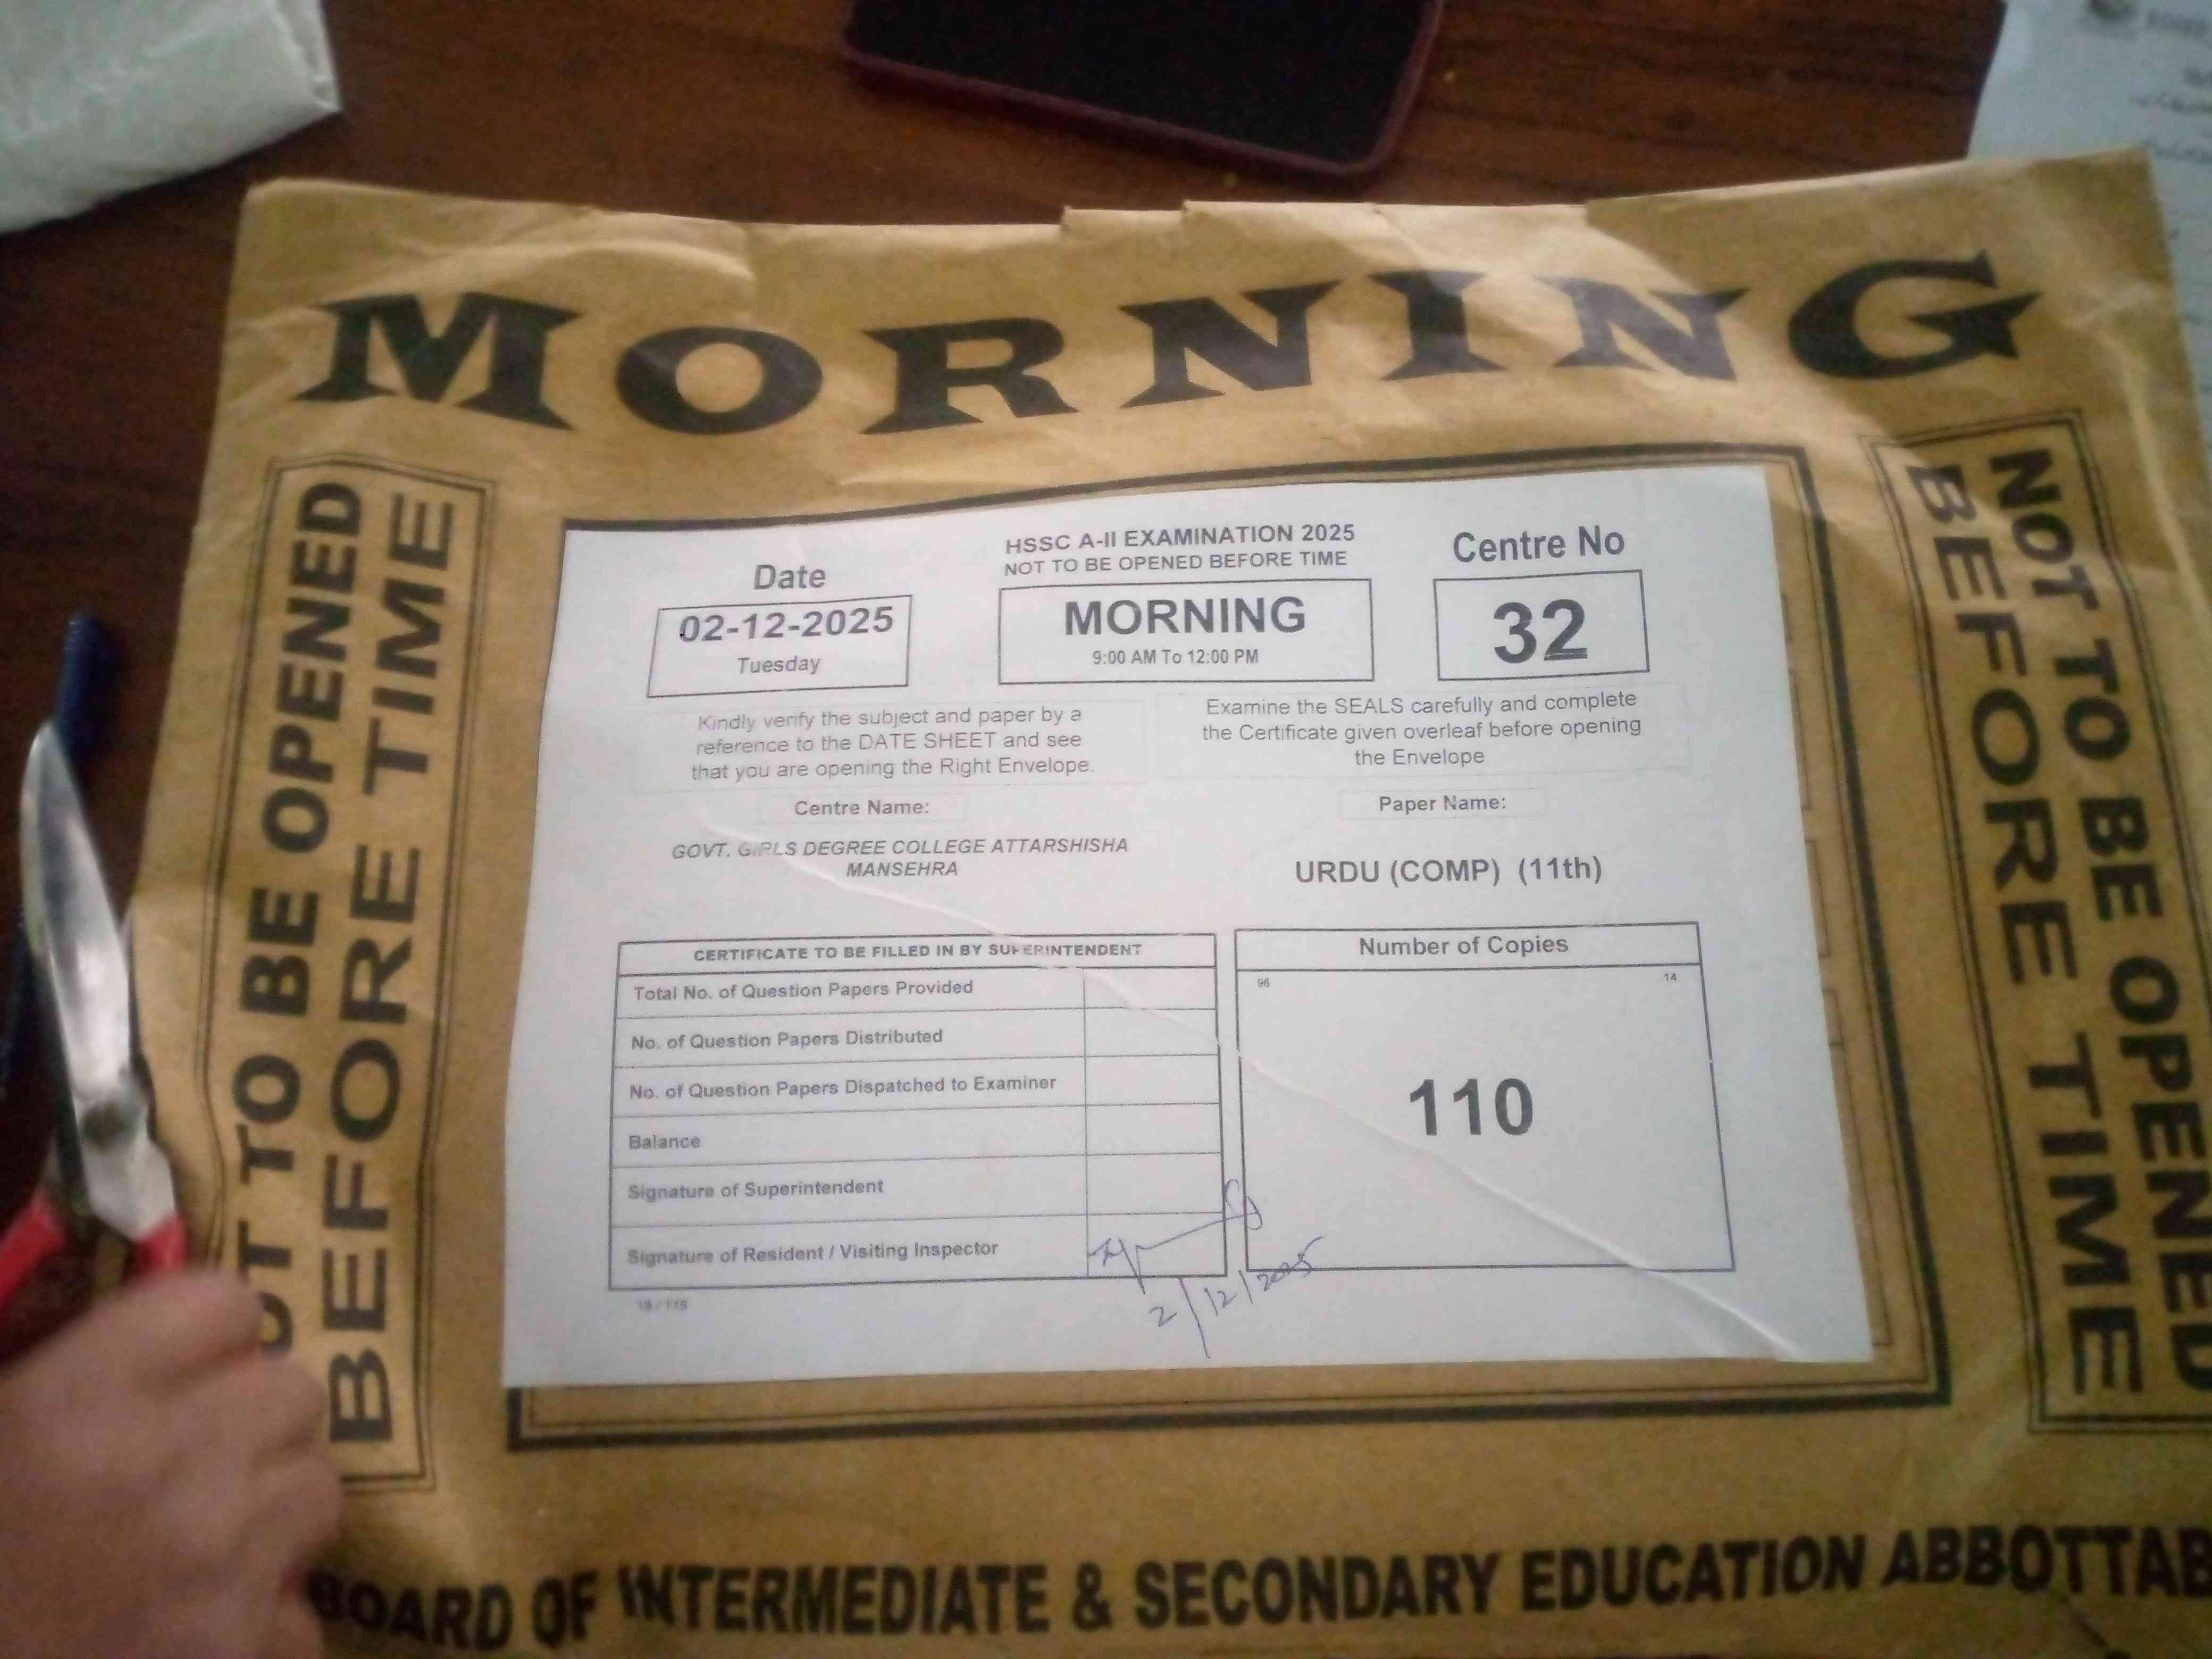 MORNING
NOT TO BE OPENED
BEFORE TIME
HSSC A-II EXAMINATION 2025
NOT TO BE OPENED BEFORE TIME
Date
02-12-2025
Tuesday
MORNING
9:00 AM To 12:00 PM
Centre No
32
Kindly verify the subject and paper by a
reference to the DATE SHEET and see
that you are opening the Right Envelope.
Examine the SEALS carefully and complete
the Certificate given overleaf before opening
the Envelope
Centre Name:
GOVT. GIRLS DEGREE COLLEGE ATTARSHISHA
MANSEHRA
Paper Name:
URDU (COMP) (11th)
CERTIFICATE TO BE FILLED IN BY SUPERINTENDENT
Total No. of Question Papers Provided
No. of Question Papers Distributed
No. of Question Papers Dispatched to Examiner
Balance
Signature of Superintendent
Signature of Resident / Visiting Inspector
2/12/2025
19 / 119
Number of Copies
96 14
110
NOT TO BE OPENED
BEFORE TIME
BOARD OF INTERMEDIATE & SECONDARY EDUCATION ABBOTTAB